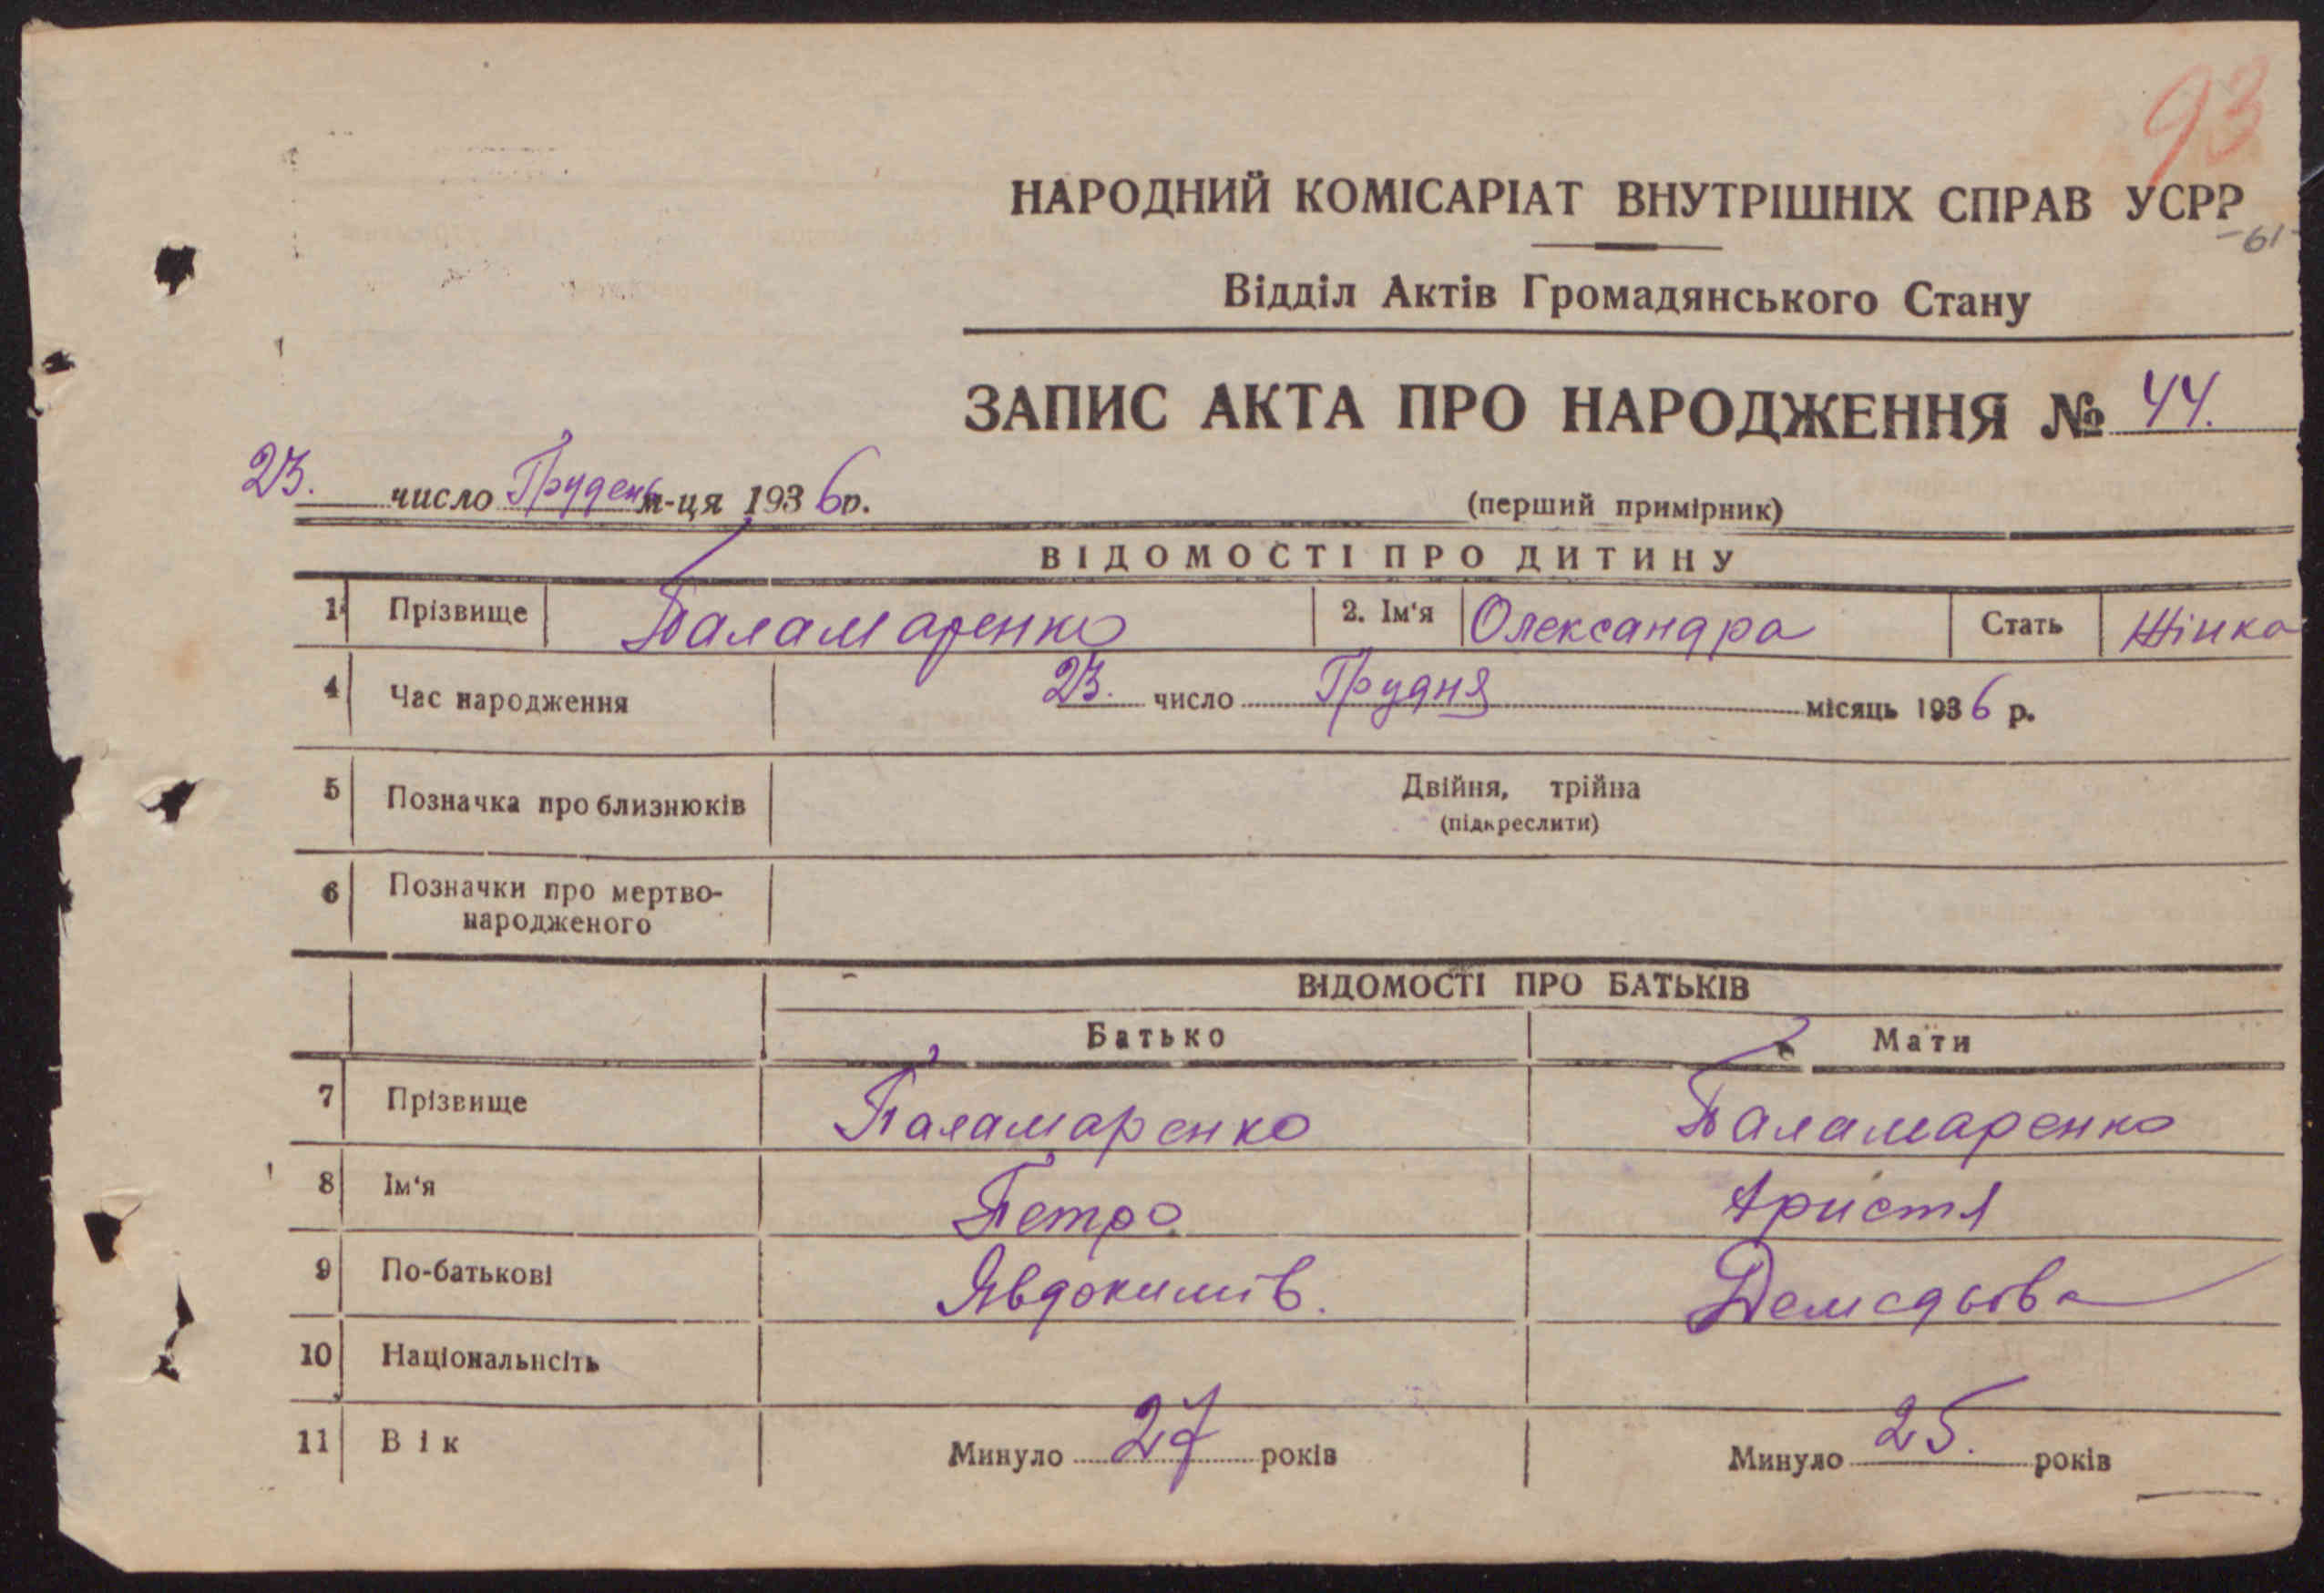 93
НАРОДНИЙ КОМІСАРІАТ ВНУТРІШНІХ СПРАВ УСРР
-61-
Відділ Актів Громадянського Стану
ЗАПИС АКТА ПРО НАРОДЖЕННЯ № 44.
23. число Грудень м-ця 1936 р.
(перший примірник)
ВІДОМОСТІ ПРО ДИТИНУ
1 Прізвище Паламаренко 2. Ім'я Олександра Стать Жінка
4 Час народження 23. число Грудня місяць 1936 р.
5 Позначка про близнюків Двійня, трійна
(підкреслити)
6 Позначки про мертво-
народженого
ВІДОМОСТІ ПРО БАТЬКІВ
Батько Мати
7 Прізвище Паламаренко Паламаренко
8 Ім'я Петро Христя
9 По-батькові Явдокимів.
10 Національнсіть
11 Вік Минуло 27 років Минуло 25. років